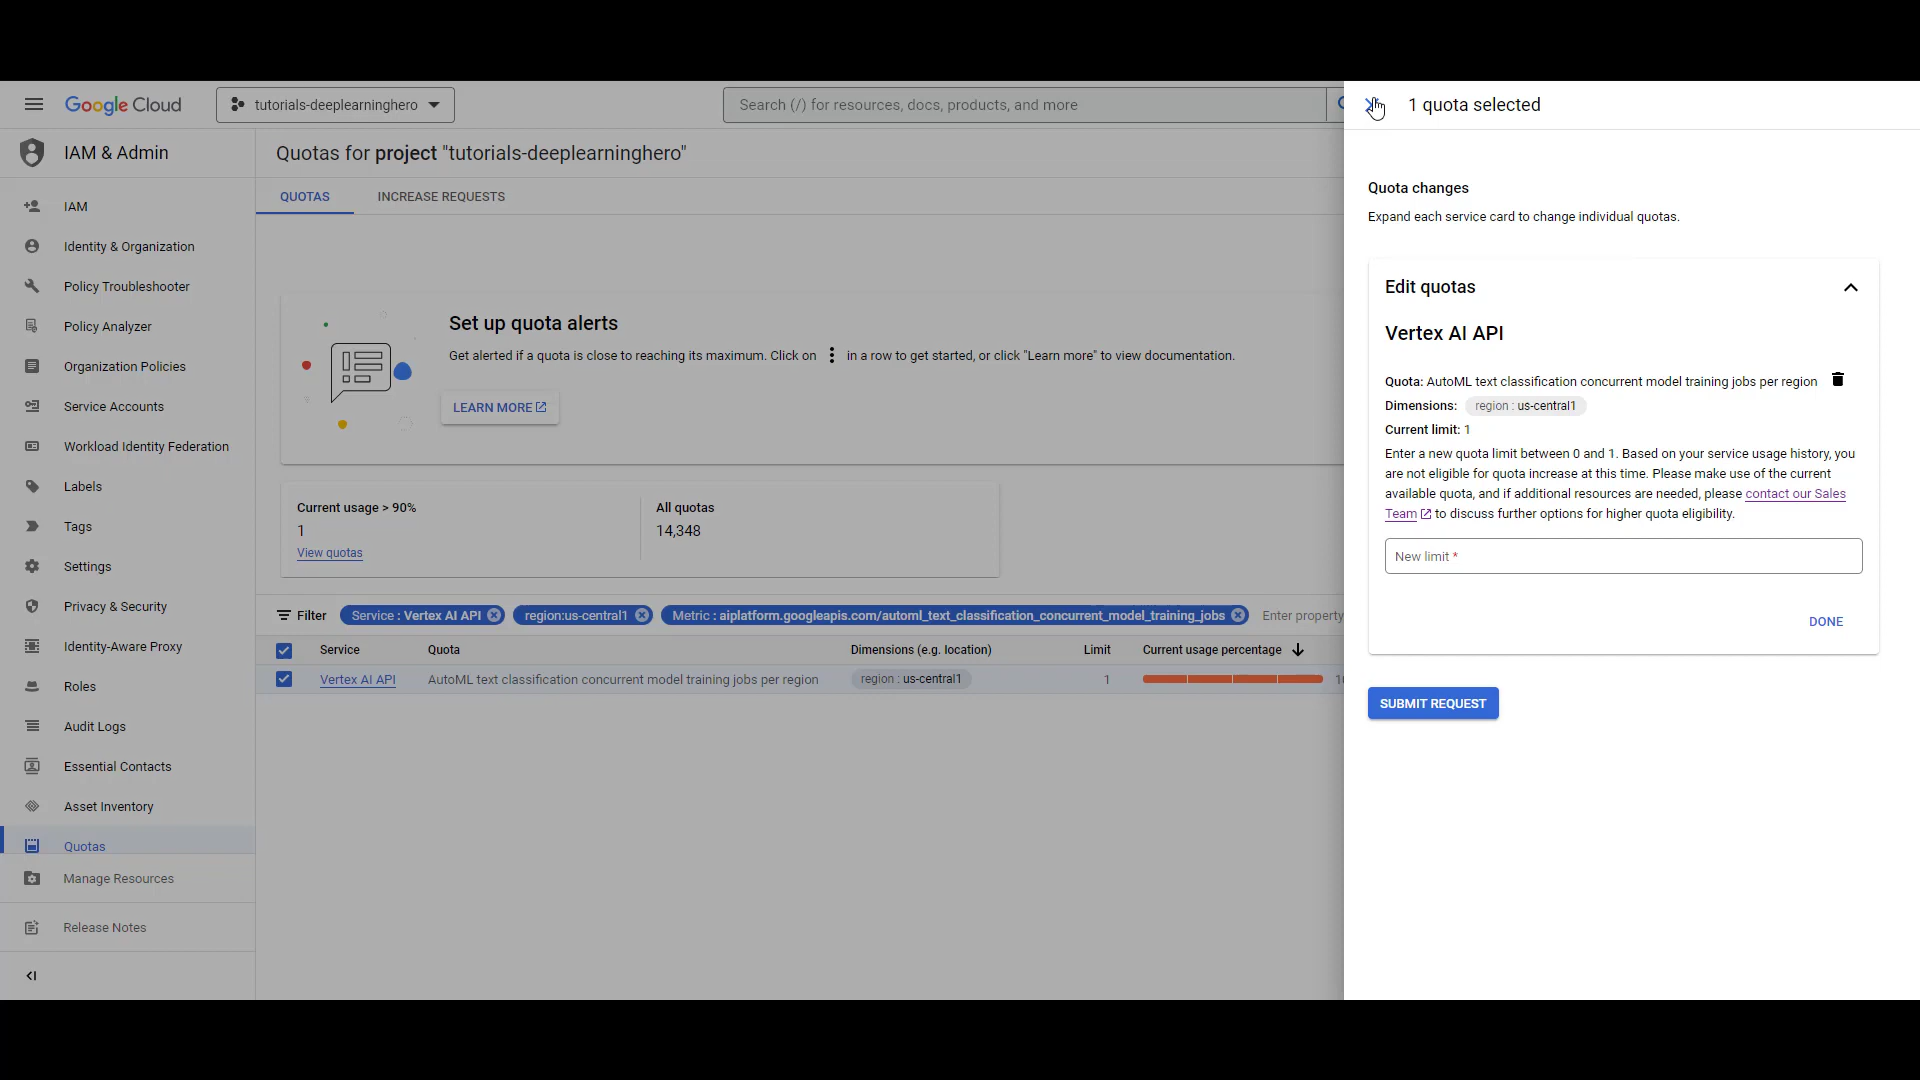 Google Cloud
tutorials-deeplearninghero
Search (/) for resources, docs, products, and more
1 quota selected
IAM & Admin
Quotas for project "tutorials-deeplearninghero"
QUOTAS
INCREASE REQUESTS
IAM
Identity & Organization
Policy Troubleshooter
Policy Analyzer
Organization Policies
Service Accounts
Workload Identity Federation
Labels
Tags
Settings
Privacy & Security
Identity-Aware Proxy
Roles
Audit Logs
Essential Contacts
Asset Inventory
Quotas
Manage Resources
Release Notes
Set up quota alerts
Get alerted if a quota is close to reaching its maximum. Click on ⋮ in a row to get started, or click "Learn more" to view documentation.
LEARN MORE
Current usage > 90%
1
View quotas
All quotas
14,348
Filter
Service : Vertex AI API
region:us-central1
Metric : aiplatform.googleapis.com/automl_text_classification_concurrent_model_training_jobs
Enter property
Service
Quota
Dimensions (e.g. location)
Limit
Current usage percentage
Vertex AI API
AutoML text classification concurrent model training jobs per region
region : us-central1
1
Quota changes
Expand each service card to change individual quotas.
Edit quotas
Vertex AI API
Quota: AutoML text classification concurrent model training jobs per region
Dimensions: region : us-central1
Current limit: 1
Enter a new quota limit between 0 and 1. Based on your service usage history, you
are not eligible for quota increase at this time. Please make use of the current
available quota, and if additional resources are needed, please contact our Sales
Team to discuss further options for higher quota eligibility.
New limit *
DONE
SUBMIT REQUEST